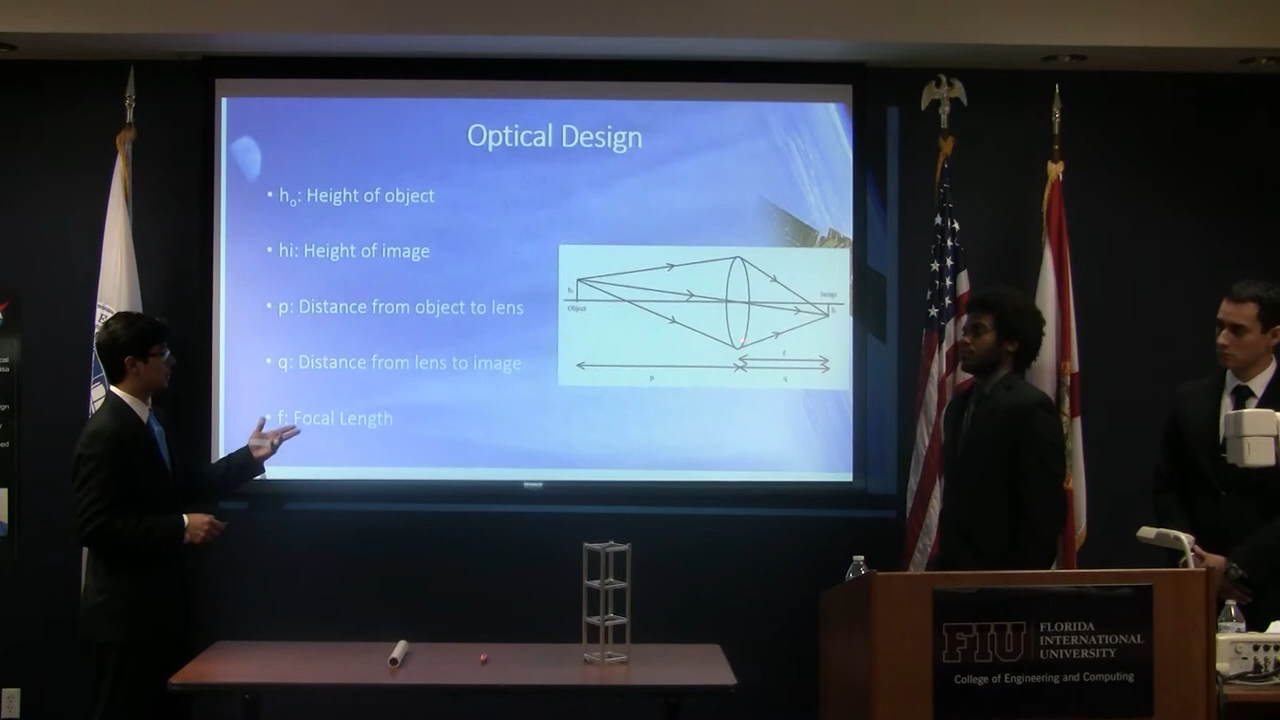 Optical Design
• hₒ: Height of object
• hi: Height of image
• p: Distance from object to lens
• q: Distance from lens to image
• f: Focal Length
Object
Image
p
q
FIU
FLORIDA
INTERNATIONAL
UNIVERSITY
College of Engineering and Computing